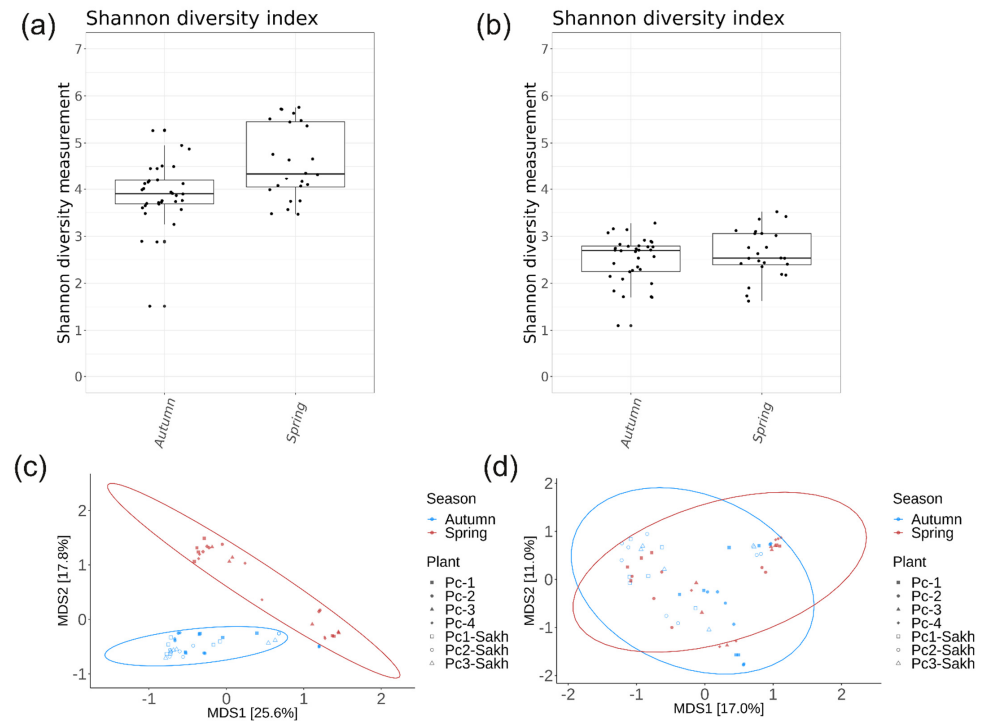 (a)
Shannon diversity index
Shannon diversity measurement
7
6
5
4
3
2
1
0
Autumn
Spring
(b)
Shannon diversity index
Shannon diversity measurement
7
6
5
4
3
2
1
0
Autumn
Spring
(c)
MDS2 [17.8%]
2
1
0
-1
-1
0
1
2
MDS1 [25.6%]
Season
Autumn
Spring
Plant
Pc-1
Pc-2
Pc-3
Pc-4
Pc1-Sakh
Pc2-Sakh
Pc3-Sakh
(d)
MDS2 [11.0%]
2
1
0
-1
-2
-2
-1
0
1
2
MDS1 [17.0%]
Season
Autumn
Spring
Plant
Pc-1
Pc-2
Pc-3
Pc-4
Pc1-Sakh
Pc2-Sakh
Pc3-Sakh